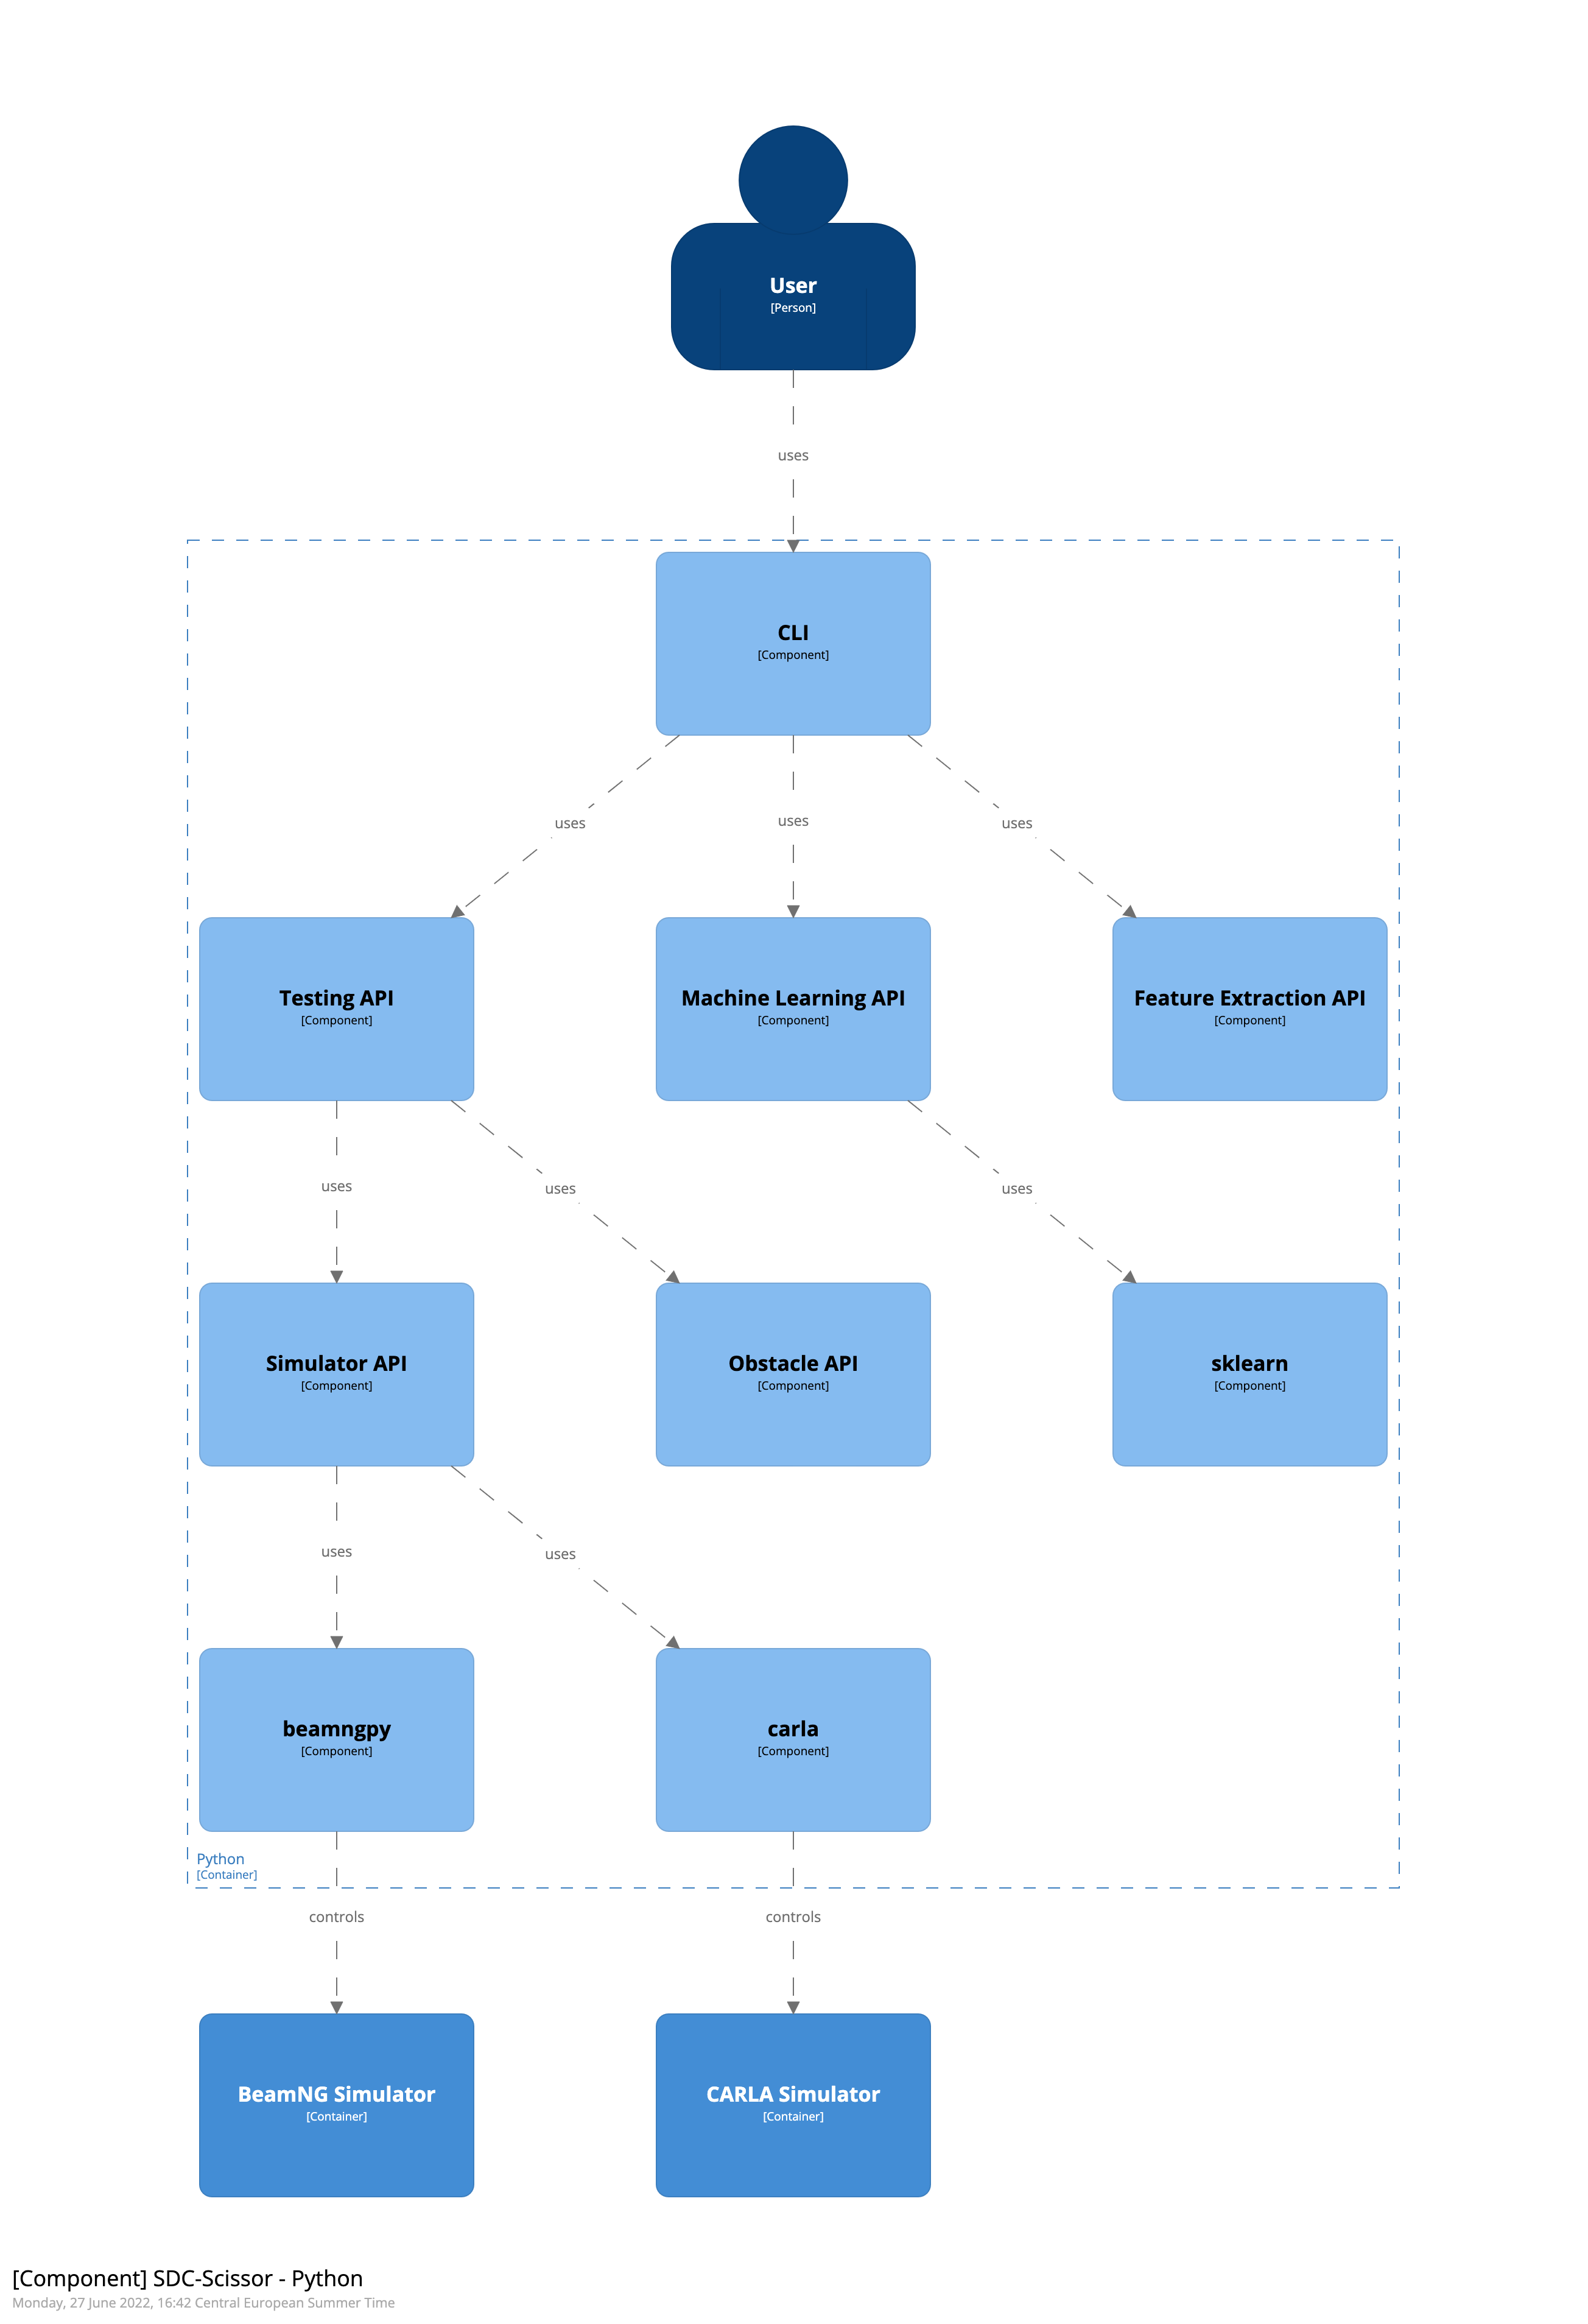 User
[Person]
uses
CLI
[Component]
uses
uses
uses
Testing API
[Component]
Machine Learning API
[Component]
Feature Extraction API
[Component]
uses
uses
uses
Simulator API
[Component]
Obstacle API
[Component]
sklearn
[Component]
uses
uses
beamngpy
[Component]
carla
[Component]
Python
[Container]
controls
controls
BeamNG Simulator
[Container]
CARLA Simulator
[Container]
[Component] SDC-Scissor - Python
Monday, 27 June 2022, 16:42 Central European Summer Time